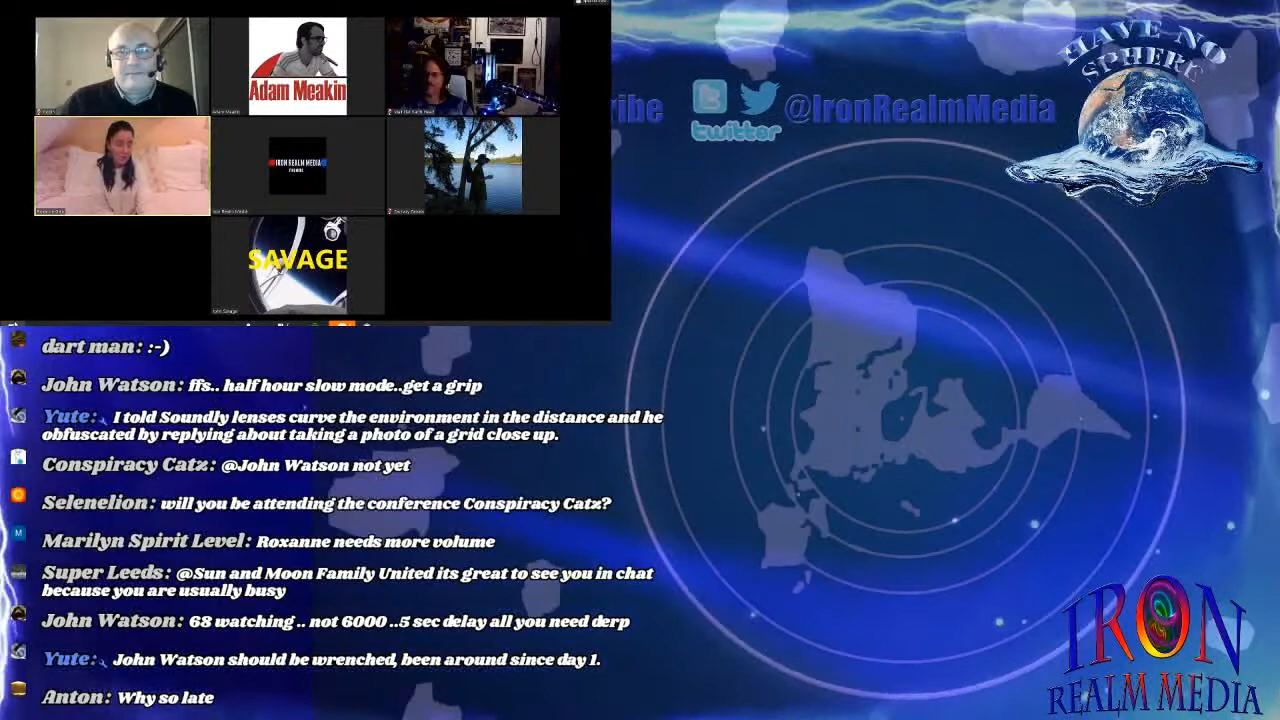 HAVE NO
SPHERE
Adam Meakin
ribe
@IronRealmMedia
twitter
IRON REALM MEDIA
SAVAGE
dart man: :-)
John Watson: ffs.. half hour slow mode..get a grip
Yute: I told Soundly lenses curve the environment in the distance and he
obfuscated by replying about taking a photo of a grid close up.
Conspiracy Catz: @John Watson not yet
Selenelion: will you be attending the conference Conspiracy Catz?
M
Marilyn Spirit Level: Roxanne needs more volume
Super Leeds: @Sun and Moon Family United its great to see you in chat
because you are usually busy
John Watson: 68 watching .. not 6000 ..5 sec delay all you need derp
Yute: John Watson should be wrenched, been around since day 1.
Anton: Why so late
IRON
REALM MEDIA